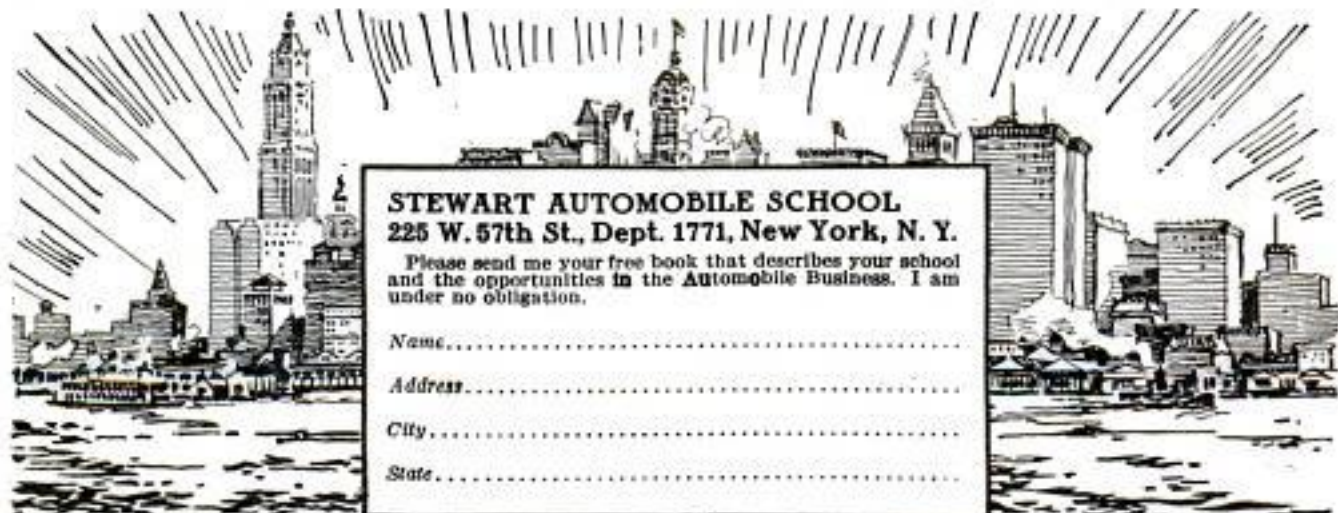 STEWART AUTOMOBILE SCHOOL
225 W. 57th St., Dept. 1771, New York, N. Y.
Please send me your free book that describes your school
and the opportunities in the Automobile Business. I am
under no obligation.
Name........................................................
Address........................................................
City........................................................
State........................................................